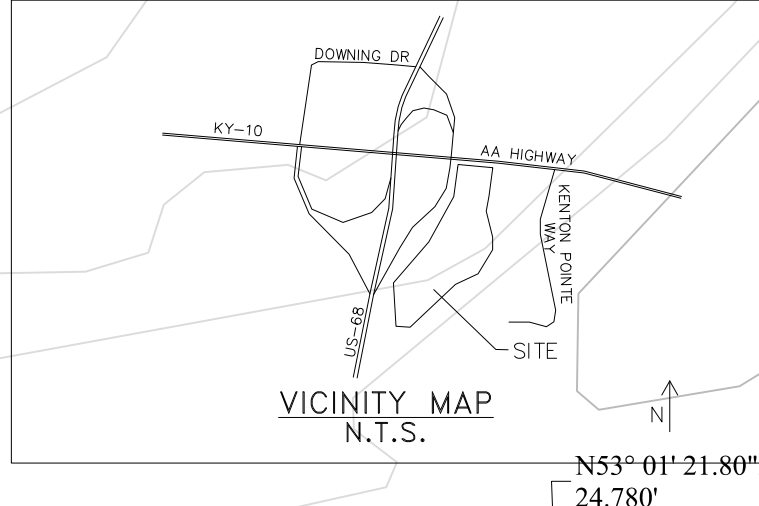 DOWNING DR
KY-10
AA HIGHWAY
KENTON POINTE
WAY
US-68
SITE
VICINITY MAP
N.T.S.
N
N53° 01' 21.80"
24.780'